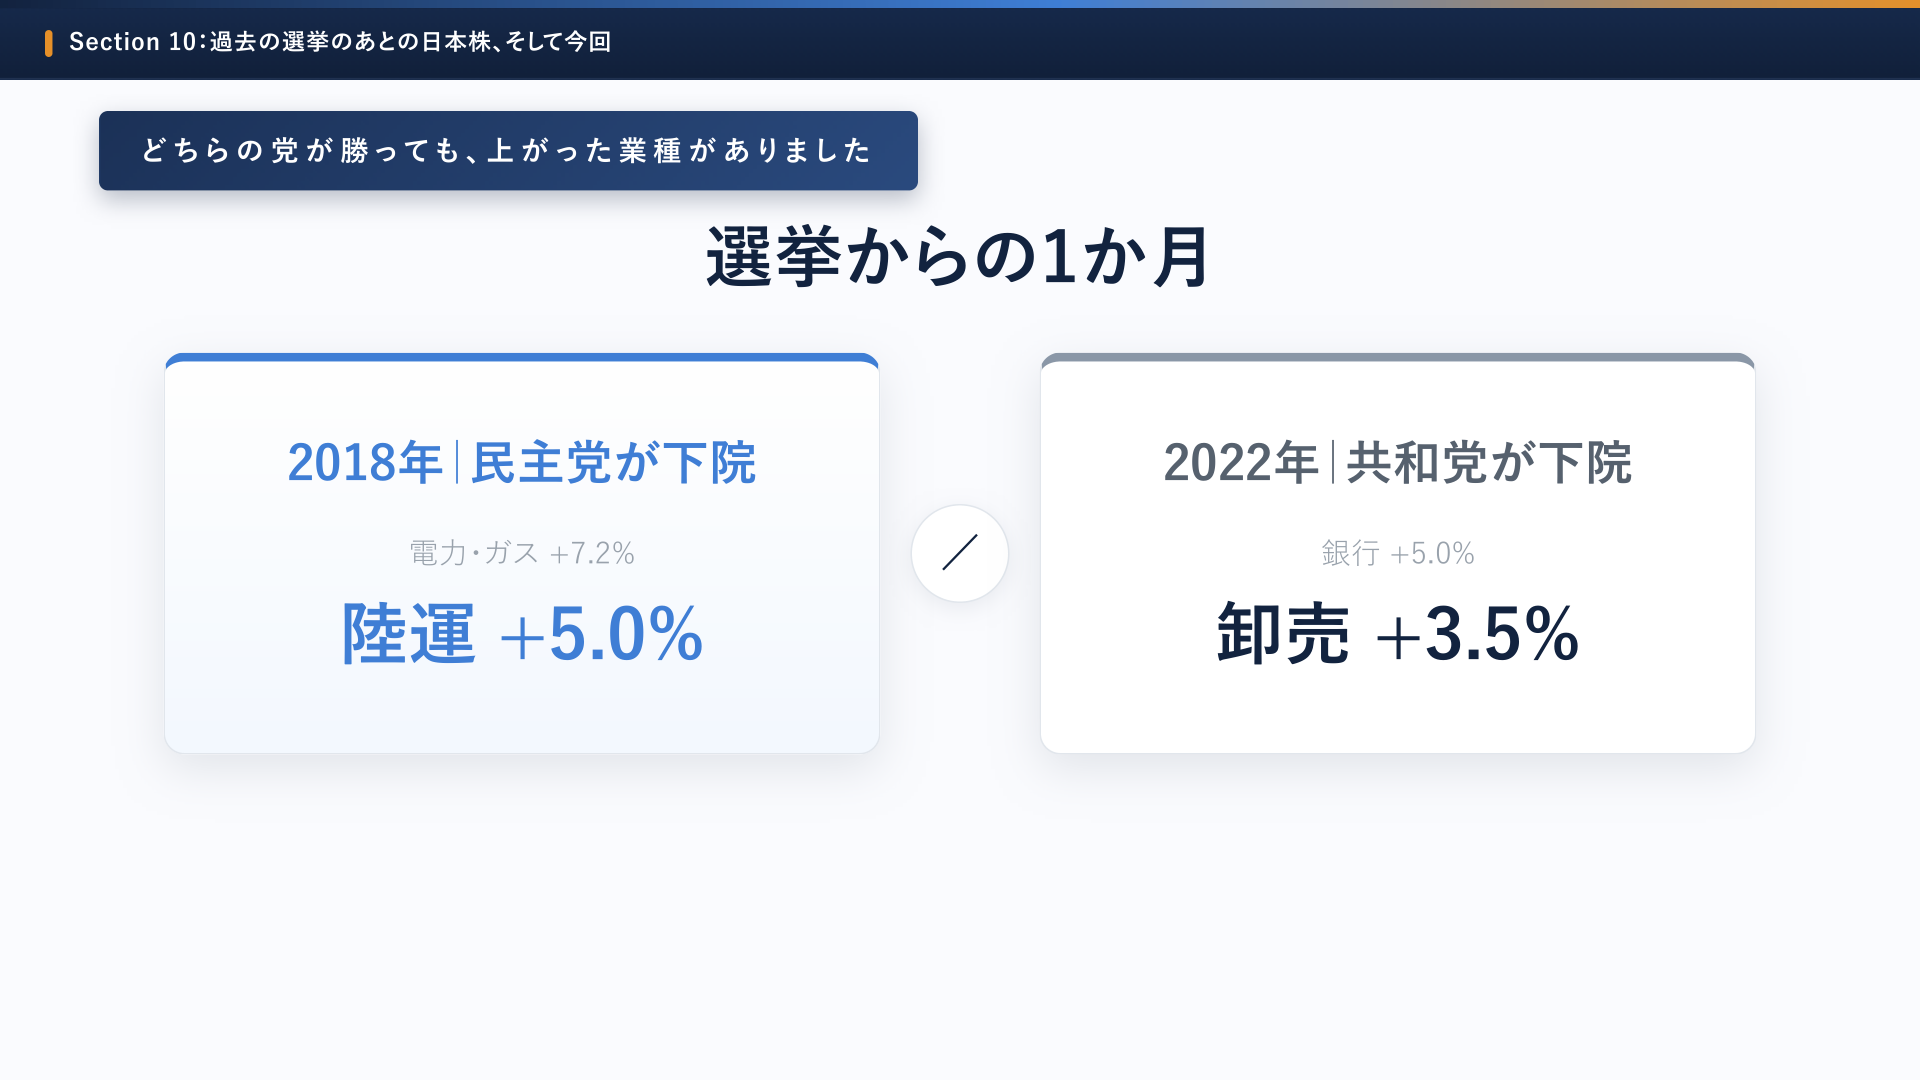 Section 10：過去の選挙のあとの日本株、そして今回
どちらの党が勝っても、上がった業種がありました
選挙からの1か月
2018年｜民主党が下院
電力・ガス +7.2%
陸運 +5.0%
／
2022年｜共和党が下院
銀行 +5.0%
卸売 +3.5%